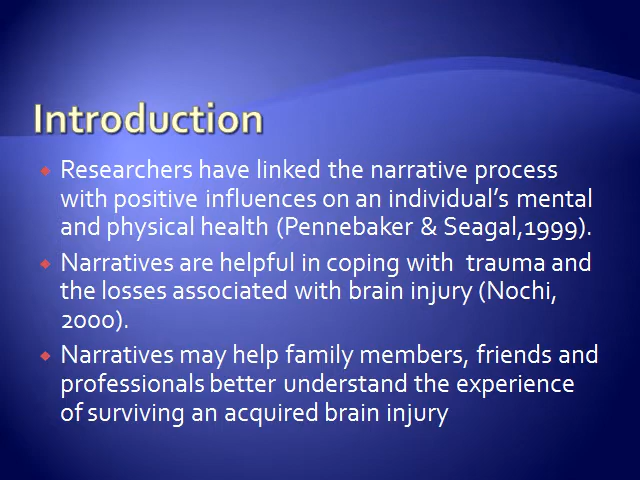 Introduction
Researchers have linked the narrative process
with positive influences on an individual's mental
and physical health (Pennebaker & Seagal,1999).
Narratives are helpful in coping with  trauma and
the losses associated with brain injury (Nochi,
2000).
Narratives may help family members, friends and
professionals better understand the experience
of surviving an acquired brain injury